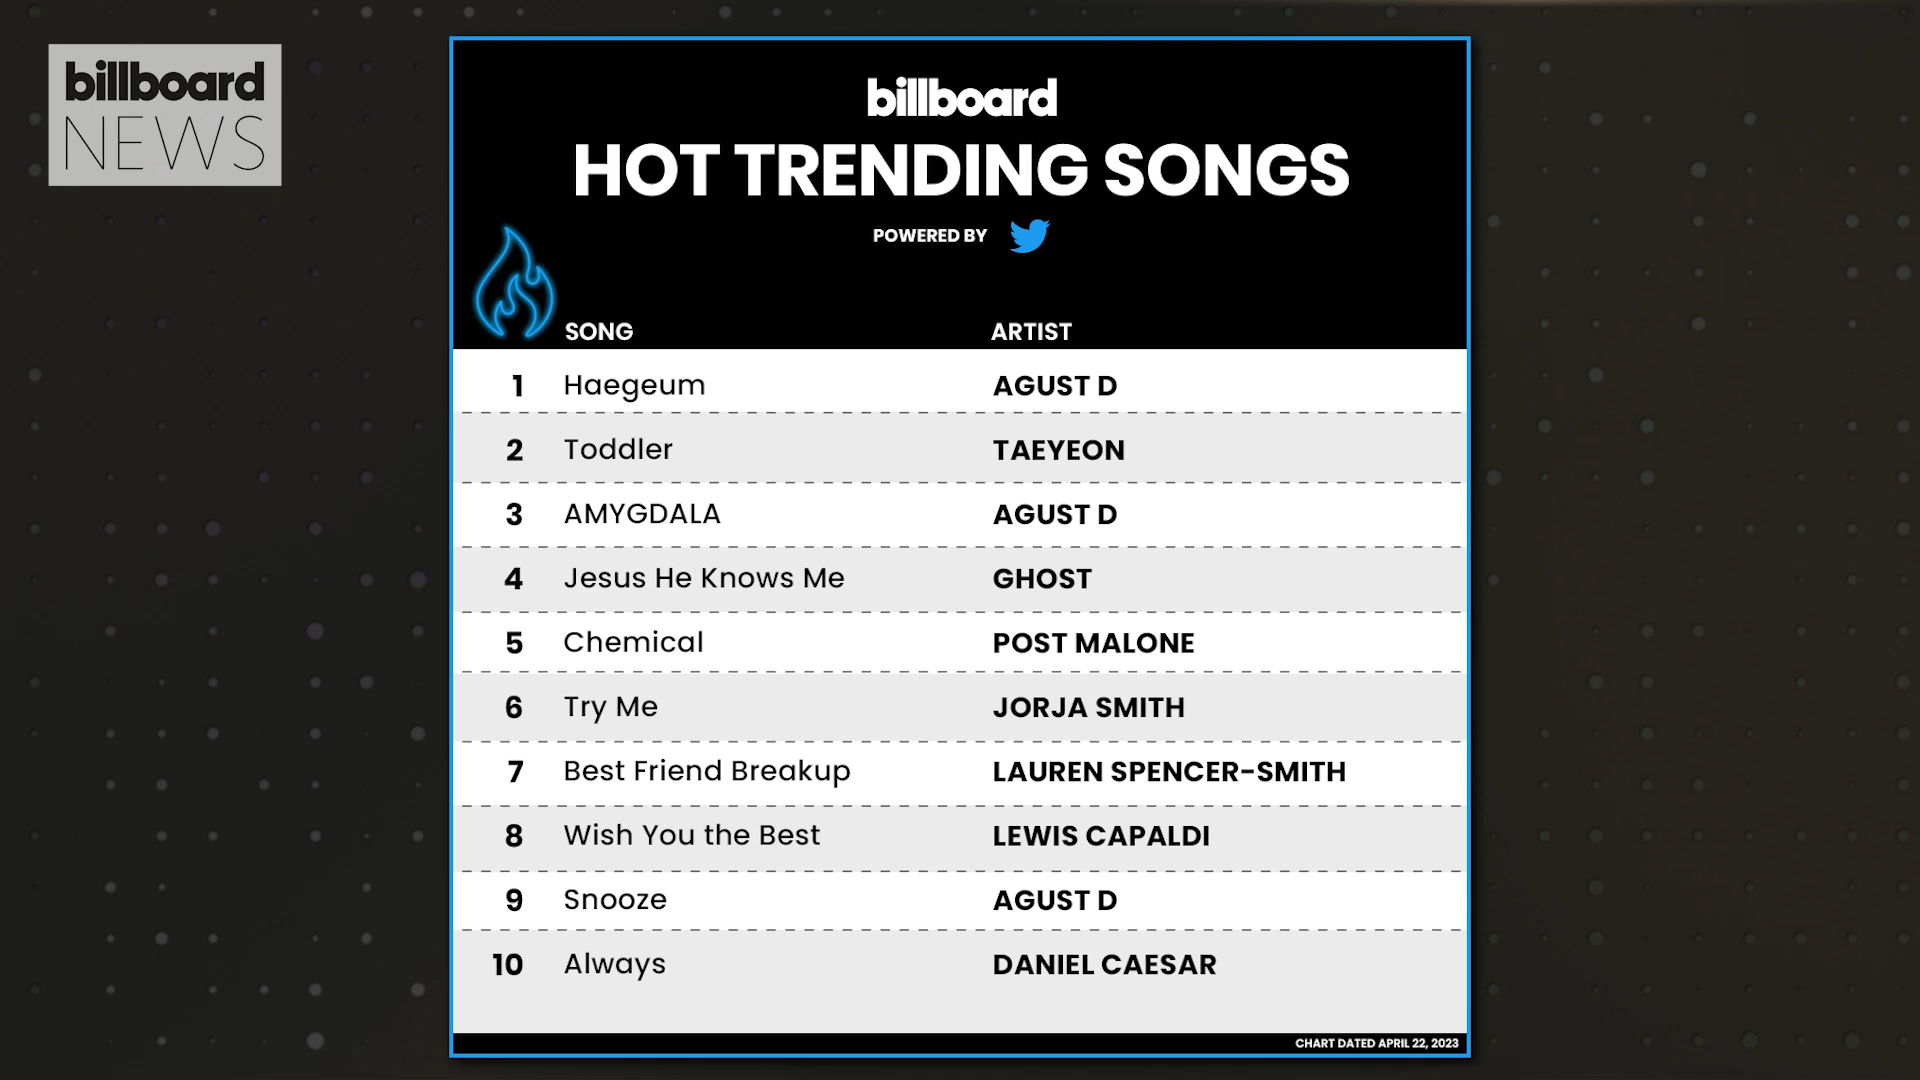 billboard
NEWS
billboard
HOT TRENDING SONGS
POWERED BY
SONG ARTIST
1 Haegeum AGUST D
2 Toddler TAEYEON
3 AMYGDALA AGUST D
4 Jesus He Knows Me GHOST
5 Chemical POST MALONE
6 Try Me JORJA SMITH
7 Best Friend Breakup LAUREN SPENCER-SMITH
8 Wish You the Best LEWIS CAPALDI
9 Snooze AGUST D
10 Always DANIEL CAESAR
CHART DATED APRIL 22, 2023